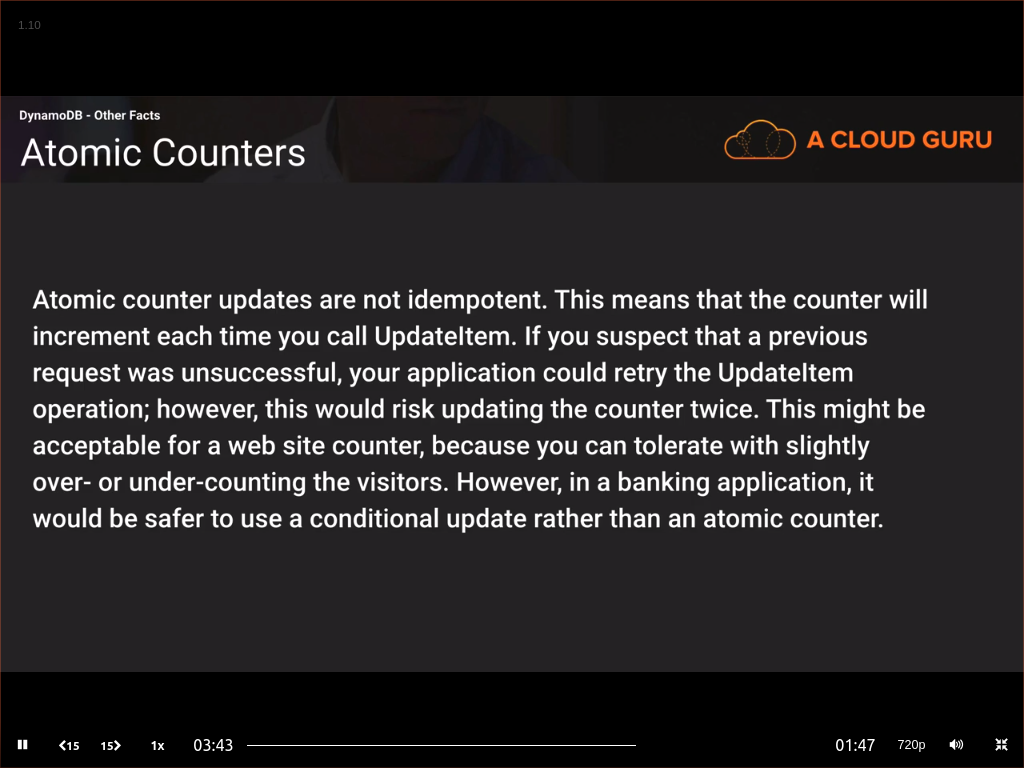 1.10
DynamoDB - Other Facts
Atomic Counters
A CLOUD GURU
Atomic counter updates are not idempotent. This means that the counter will
increment each time you call UpdateItem. If you suspect that a previous
request was unsuccessful, your application could retry the UpdateItem
operation; however, this would risk updating the counter twice. This might be
acceptable for a web site counter, because you can tolerate with slightly
over- or under-counting the visitors. However, in a banking application, it
would be safer to use a conditional update rather than an atomic counter.
15 15 1x 03:43 01:47 720p